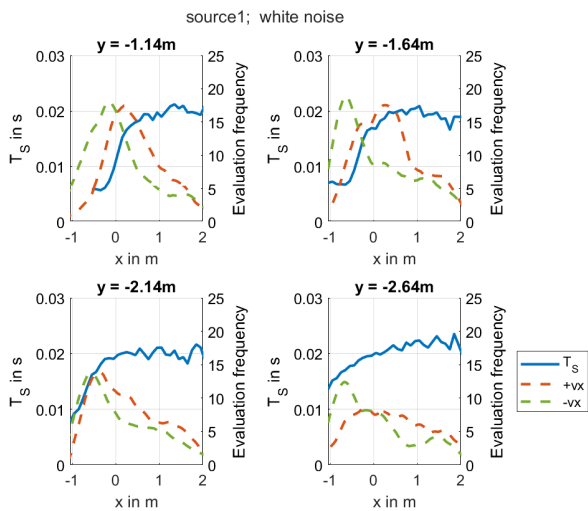 source1;  white noise
y = -1.14m
0.03
0.02
0.01
0
T_S in s
25
20
15
10
5
0
Evaluation frequency
-1
0
1
2
x in m
y = -1.64m
0.03
0.02
0.01
0
T_S in s
25
20
15
10
5
0
Evaluation frequency
-1
0
1
2
x in m
y = -2.14m
0.03
0.02
0.01
0
T_S in s
25
20
15
10
5
0
Evaluation frequency
-1
0
1
2
x in m
y = -2.64m
0.03
0.02
0.01
0
T_S in s
25
20
15
10
5
0
Evaluation frequency
-1
0
1
2
x in m
T_S
+vx
-vx